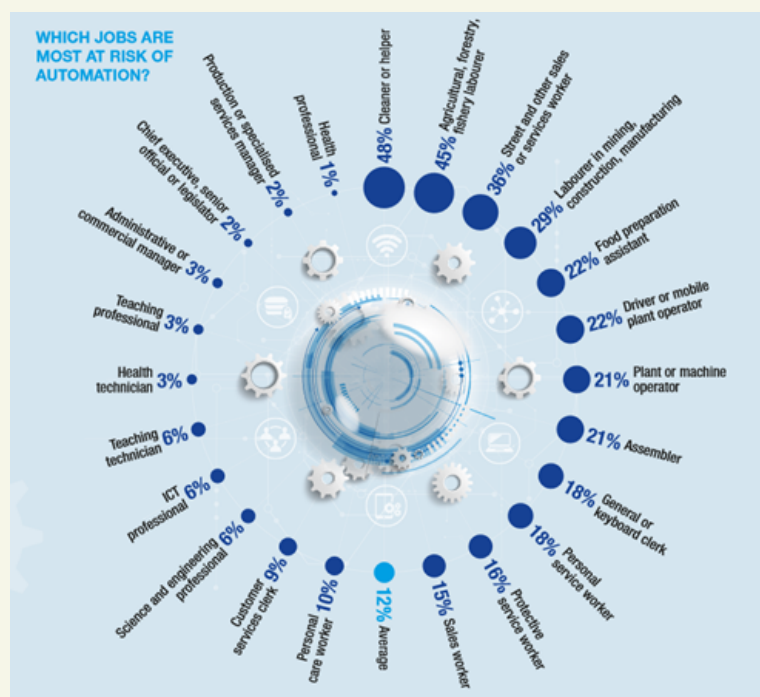 WHICH JOBS ARE
MOST AT RISK OF
AUTOMATION?
48% Cleaner or helper
45% Agricultural, forestry,
fishery labourer
36% Street and other sales
or services worker
29% Labourer in mining,
construction, manufacturing
22% Food preparation
assistant
22% Driver or mobile
plant operator
21% Plant or machine
operator
21% Assembler
18% General or
keyboard clerk
18% Personal
service worker
16% Protective
service worker
15% Sales worker
12% Average
Personal
care worker 10%
Customer
services clerk 9%
Science and engineering
professional 6%
ICT
professional 6%
Teaching
technician 6%
Health
technician 3%
Teaching
professional 3%
Administrative or
commercial manager 3%
Chief executive, senior
official or legislator 2%
Production or specialised
services manager 2%
Health
professional 1%